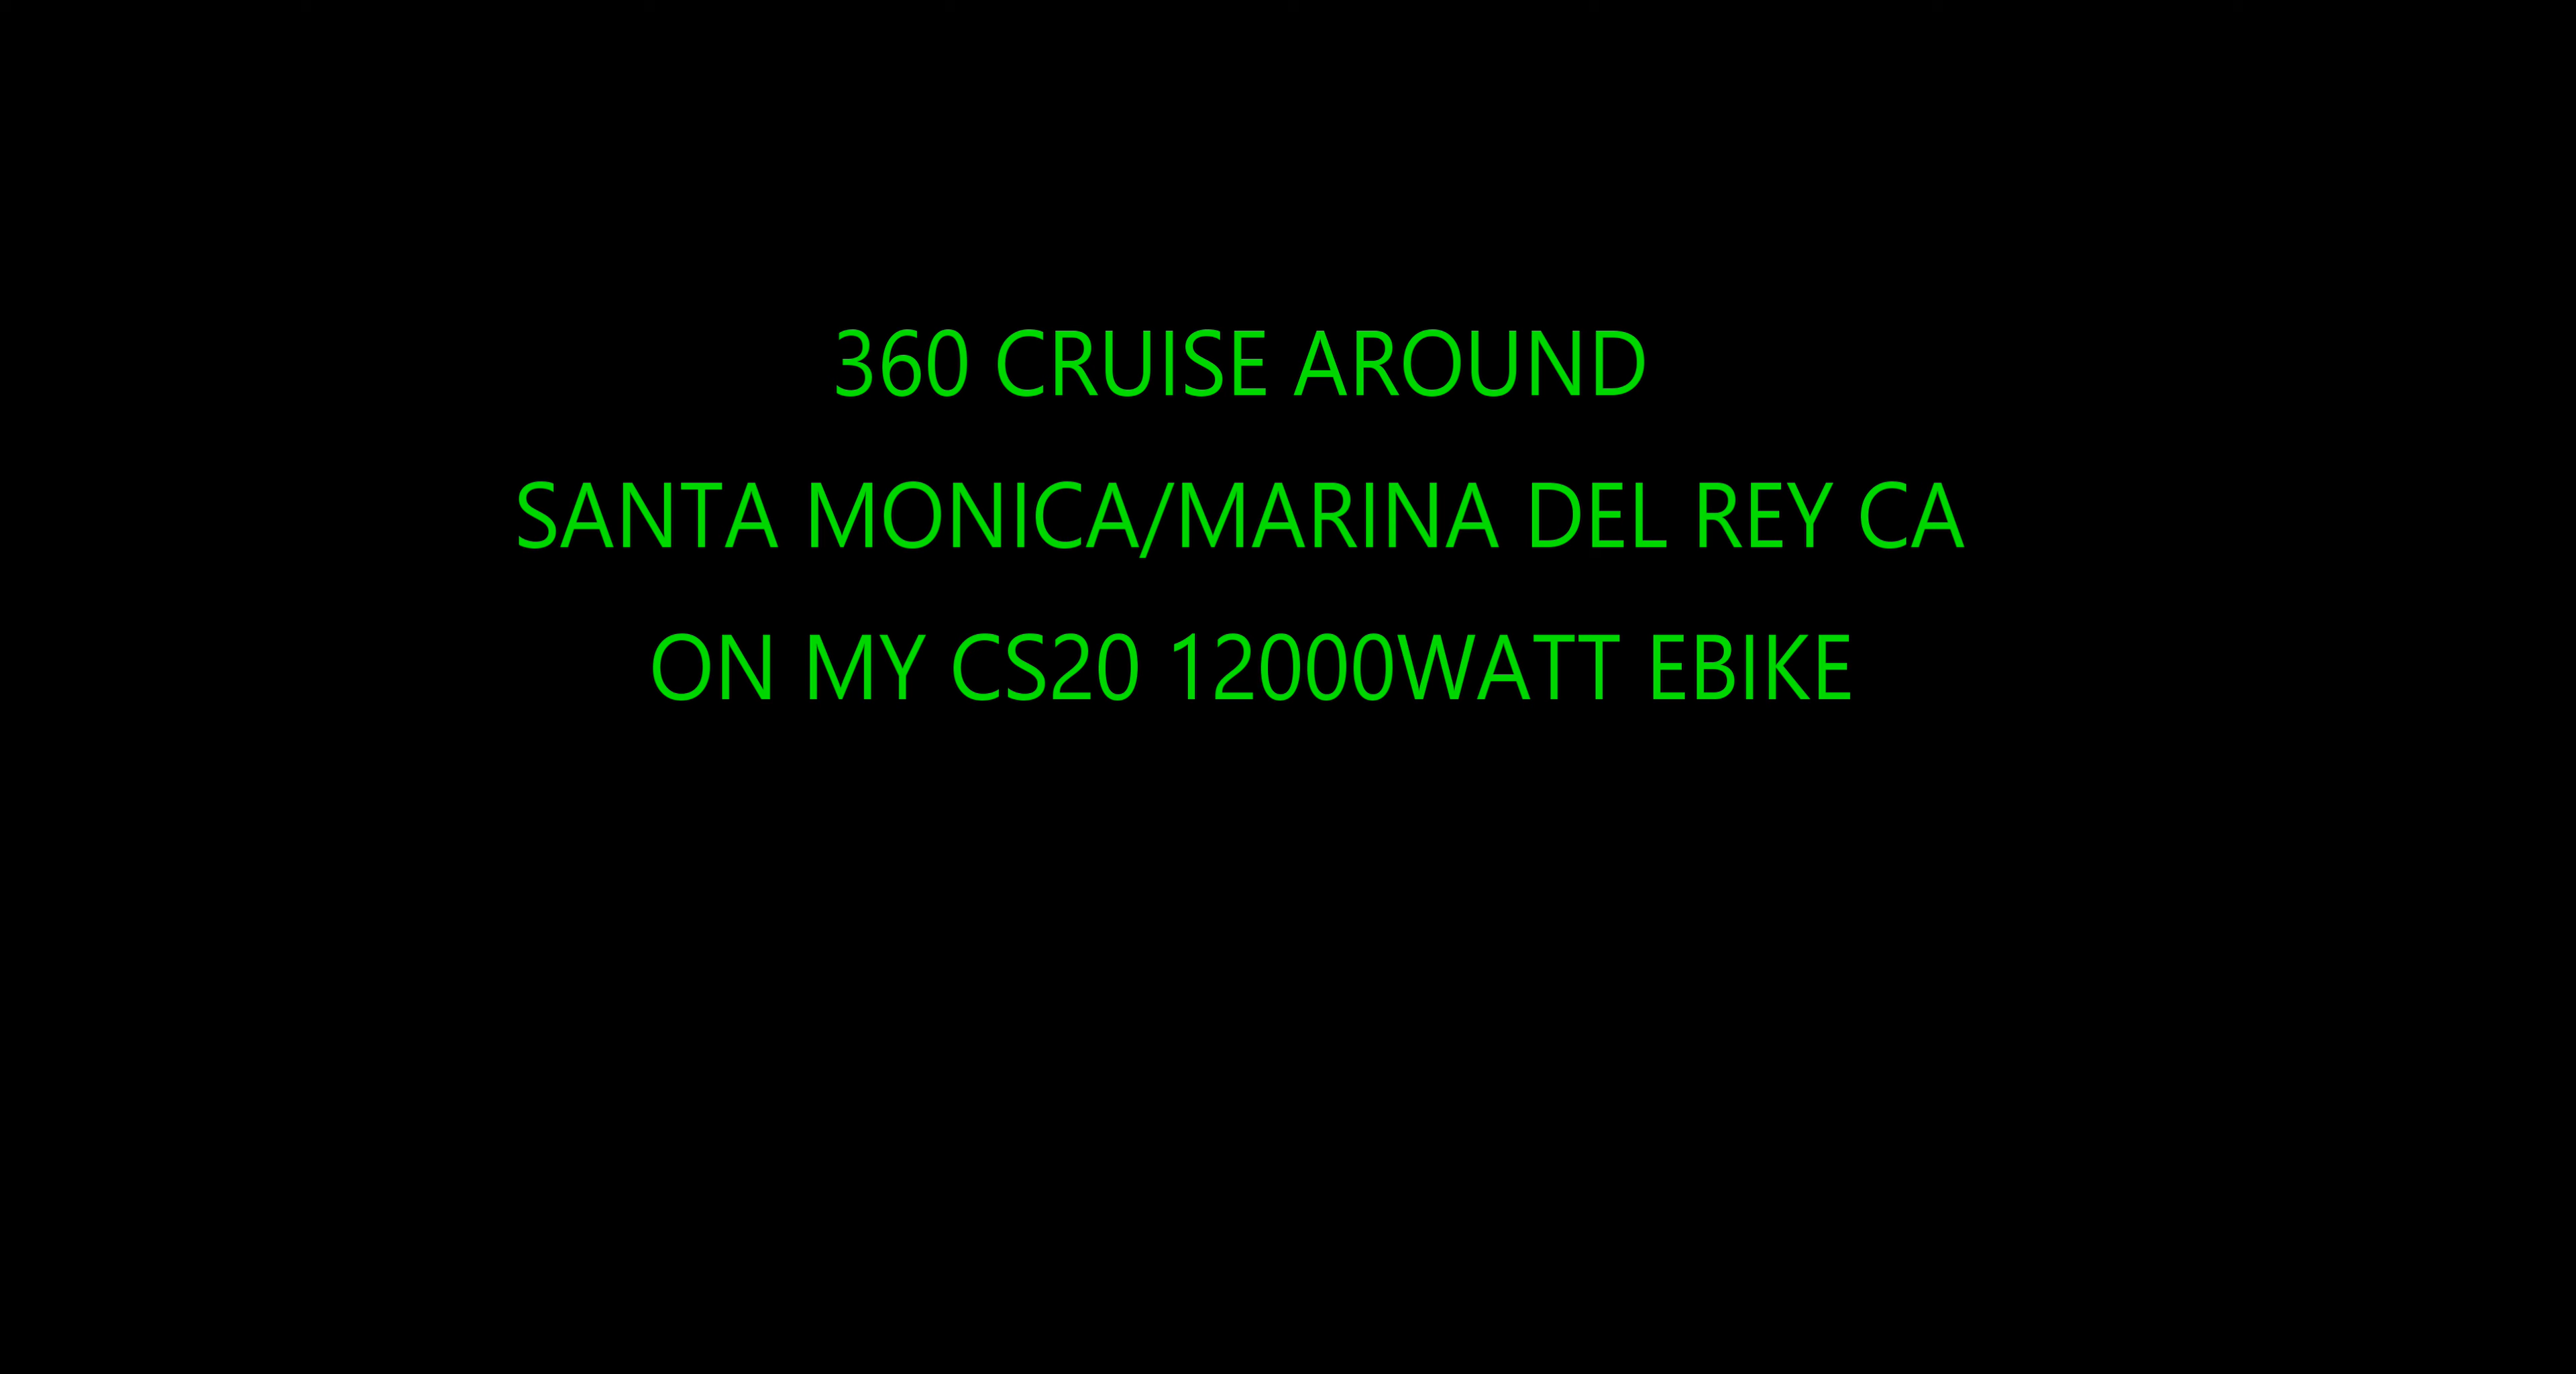 360 CRUISE AROUND
SANTA MONICA/MARINA DEL REY CA
ON MY CS20 12000WATT EBIKE